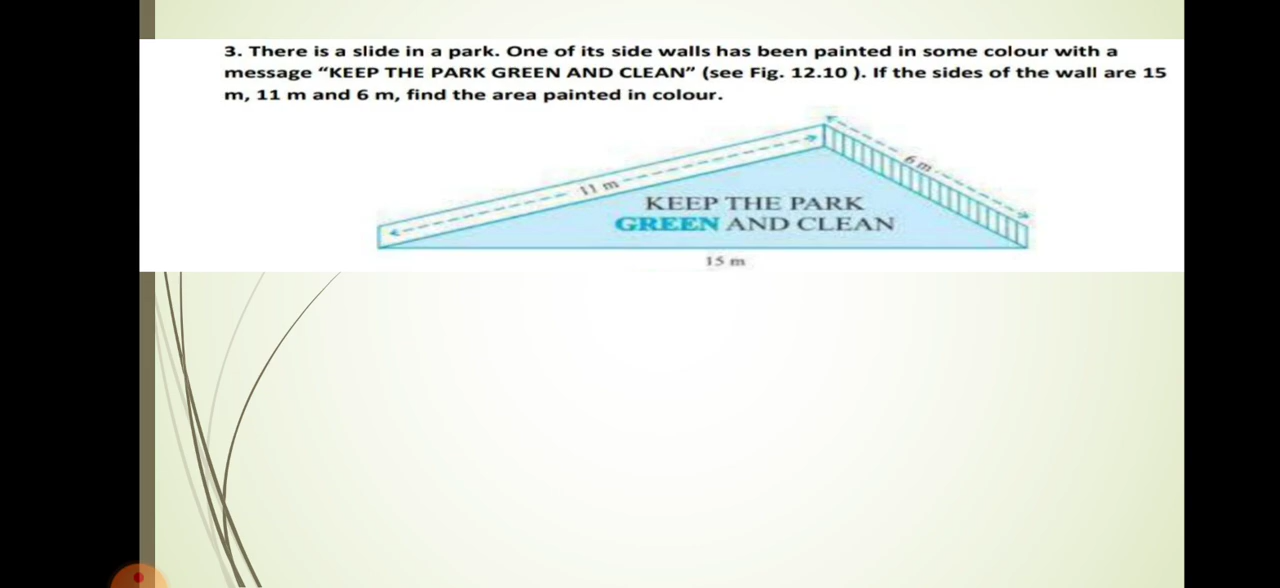 3. There is a slide in a park. One of its side walls has been painted in some colour with a
message “KEEP THE PARK GREEN AND CLEAN” (see Fig. 12.10 ). If the sides of the wall are 15
m, 11 m and 6 m, find the area painted in colour.
6 m
11 m
KEEP THE PARK
GREEN AND CLEAN
15 m